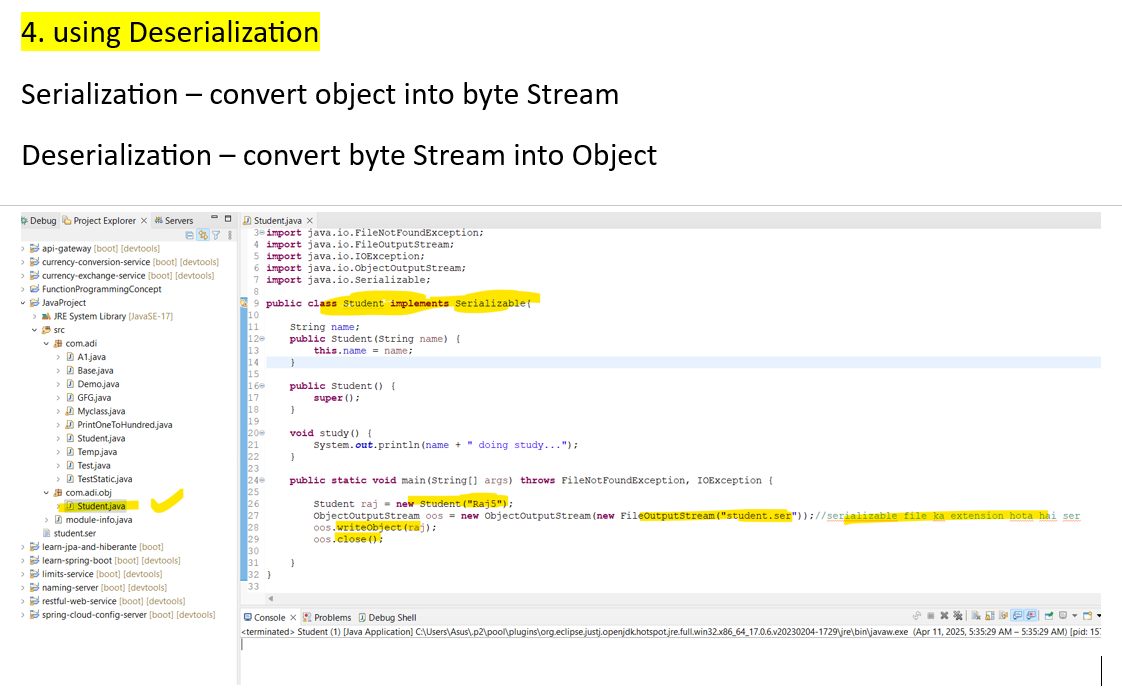 4. using Deserialization
Serialization – convert object into byte Stream
Deserialization – convert byte Stream into Object
Debug Project Explorer Servers
api-gateway [boot] [devtools]
currency-conversion-service [boot] [devtools]
currency-exchange-service [boot] [devtools]
FunctionProgrammingConcept
JavaProject
JRE System Library [JavaSE-17]
src
com.adi
A1.java
Base.java
Demo.java
GFG.java
Myclass.java
PrintOneToHundred.java
Student.java
Temp.java
Test.java
TestStatic.java
com.adi.obj
Student.java
module-info.java
student.ser
learn-jpa-and-hiberante [boot]
learn-spring-boot [boot] [devtools]
limits-service [boot] [devtools]
naming-server [boot] [devtools]
restful-web-service [boot] [devtools]
spring-cloud-config-server [boot] [devtools]
Student.java
3 import java.io.FileNotFoundException;
4 import java.io.FileOutputStream;
5 import java.io.IOException;
6 import java.io.ObjectOutputStream;
7 import java.io.Serializable;
8
9 public class Student implements Serializable{
10
11 String name;
12 public Student(String name) {
13 this.name = name;
14 }
15
16 public Student() {
17 super();
18 }
19
20 void study() {
21 System.out.println(name + " doing study...");
22 }
23
24 public static void main(String[] args) throws FileNotFoundException, IOException {
25
26 Student raj = new Student("Raj5");
27 ObjectOutputStream oos = new ObjectOutputStream(new FileOutputStream("student.ser"));//serializable file ka extension hota hai ser
28 oos.writeObject(raj);
29 oos.close();
30
31 }
32 }
33
Console Problems Debug Shell
<terminated> Student (1) [Java Application] C:\Users\Asus\.p2\pool\plugins\org.eclipse.justj.openjdk.hotspot.jre.full.win32.x86_64_17.0.6.v20230204-1729\jre\bin\javaw.exe (Apr 11, 2025, 5:35:29 AM – 5:35:29 AM) [pid: 157